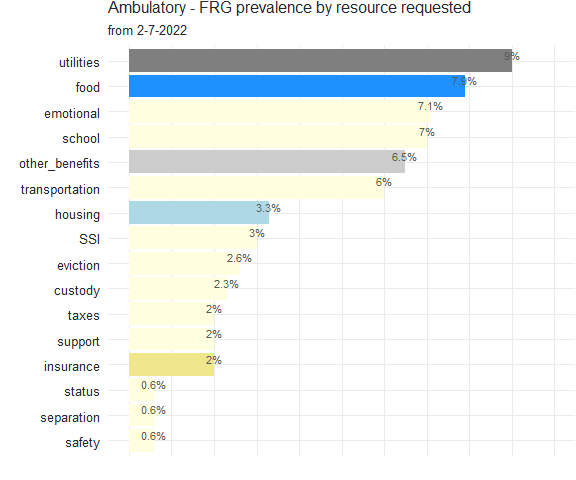 Ambulatory - FRG prevalence by resource requested
from 2-7-2022
utilities 9%
food 7.9%
emotional 7.1%
school 7%
other_benefits 6.5%
transportation 6%
housing 3.3%
SSI 3%
eviction 2.6%
custody 2.3%
taxes 2%
support 2%
insurance 2%
status 0.6%
separation 0.6%
safety 0.6%